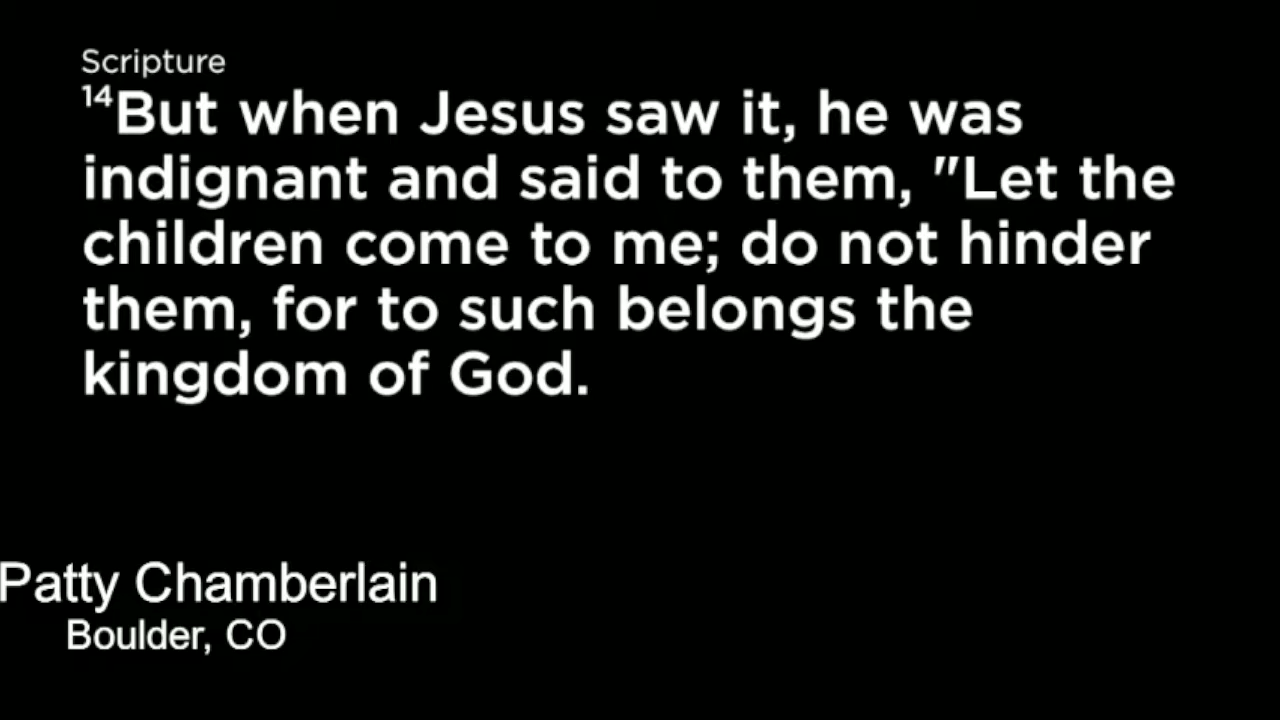 Scripture
¹⁴But when Jesus saw it, he was
indignant and said to them, "Let the
children come to me; do not hinder
them, for to such belongs the
kingdom of God.
Patty Chamberlain
Boulder, CO